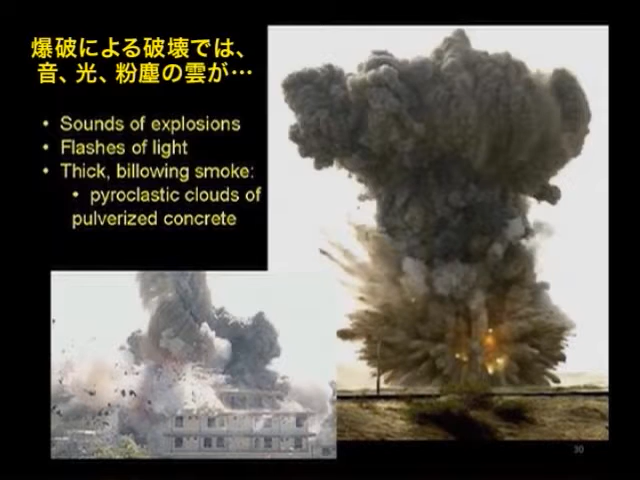 爆破による破壊では、
音、光、粉塵の雲が…
• Sounds of explosions
• Flashes of light
• Thick, billowing smoke:
• pyroclastic clouds of
pulverized concrete
30